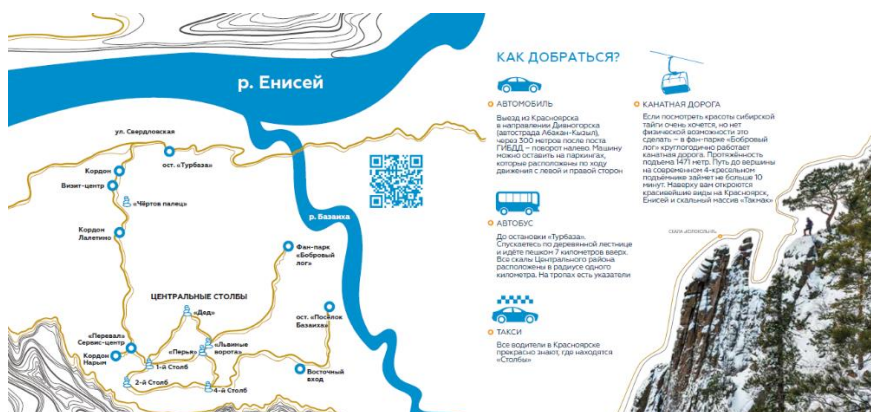 р. Енисей
ул. Свердловская
ост. «Турбаза»
Кордон
Визит-центр
«Чёртов палец»
Кордон
Лалетино
р. Базаиха
Фан-парк
«Бобровый
лог»
ЦЕНТРАЛЬНЫЕ СТОЛБЫ
«Дед»
ост. «Посёлок
Базаиха»
«Перевал»
Сервис-центр
«Перья»
«Львиные
ворота»
Кордон
Нарым
1-й Столб
2-й Столб
4-й Столб
Восточный
вход
КАК ДОБРАТЬСЯ?
АВТОМОБИЛЬ
Выезд из Красноярска
в направлении Дивногорска
(автострада Абакан-Кызыл),
через 300 метров после поста
ГИБДД – поворот налево. Машину
можно оставить на парковках,
которые расположены по ходу
движения с левой и правой сторон
АВТОБУС
До остановки «Турбаза».
Спускаетесь по деревянной лестнице
и идёте пешком 7 километров вверх.
Все скалы Центрального района
расположены в радиусе одного
километра. На тропах есть указатели
ТАКСИ
Все водители в Красноярске
прекрасно знают, где находятся
«Столбы»
КАНАТНАЯ ДОРОГА
Если посмотреть красоты сибирской
тайги очень хочется, но нет
физической возможности это
сделать – в фан-парке «Бобровый
лог» круглогодично работает
канатная дорога. Протяжённость
подъема 1471 метр. Путь до вершины
на современном 4-кресельном
подъёмнике займет не больше 10
минут. Наверху вам откроются
красивейшие виды на Красноярск,
Енисей и скальный массив «Такмак»